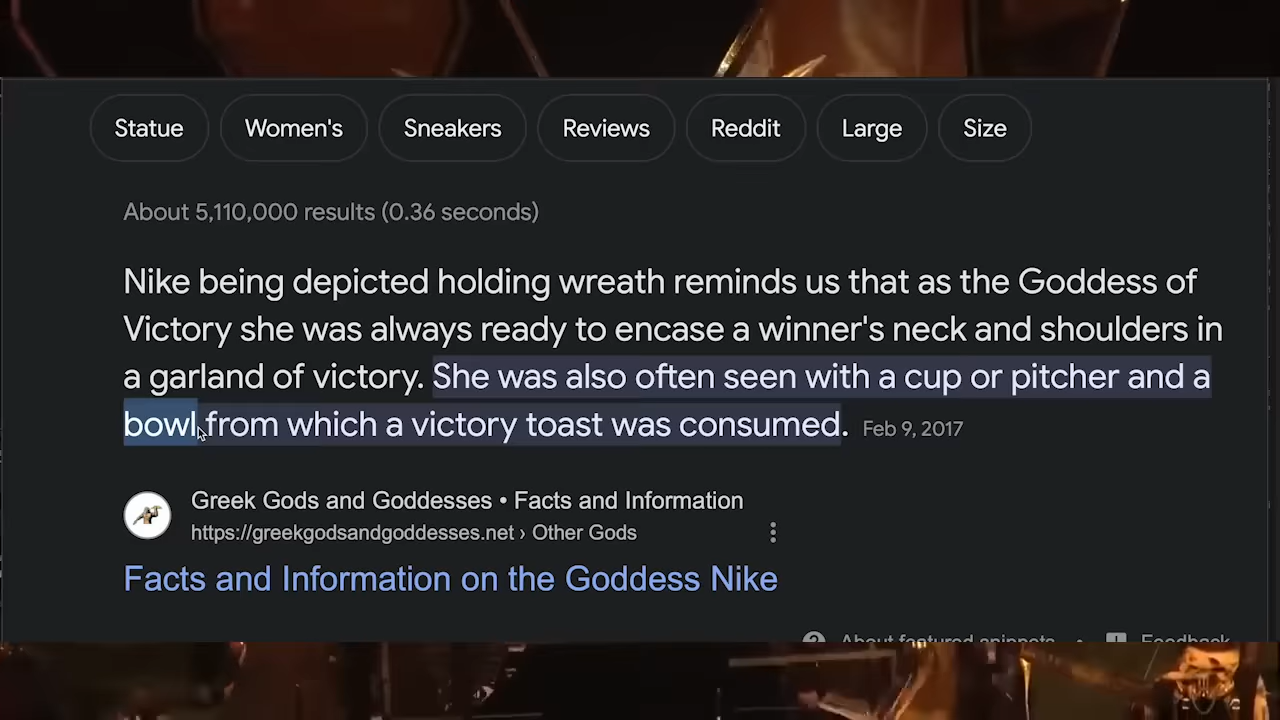 Statue Women's Sneakers Reviews Reddit Large Size
About 5,110,000 results (0.36 seconds)
Nike being depicted holding wreath reminds us that as the Goddess of
Victory she was always ready to encase a winner's neck and shoulders in
a garland of victory. She was also often seen with a cup or pitcher and a
bowl from which a victory toast was consumed. Feb 9, 2017
Greek Gods and Goddesses • Facts and Information
https://greekgodsandgoddesses.net › Other Gods
Facts and Information on the Goddess Nike
About featured snippets • Feedback